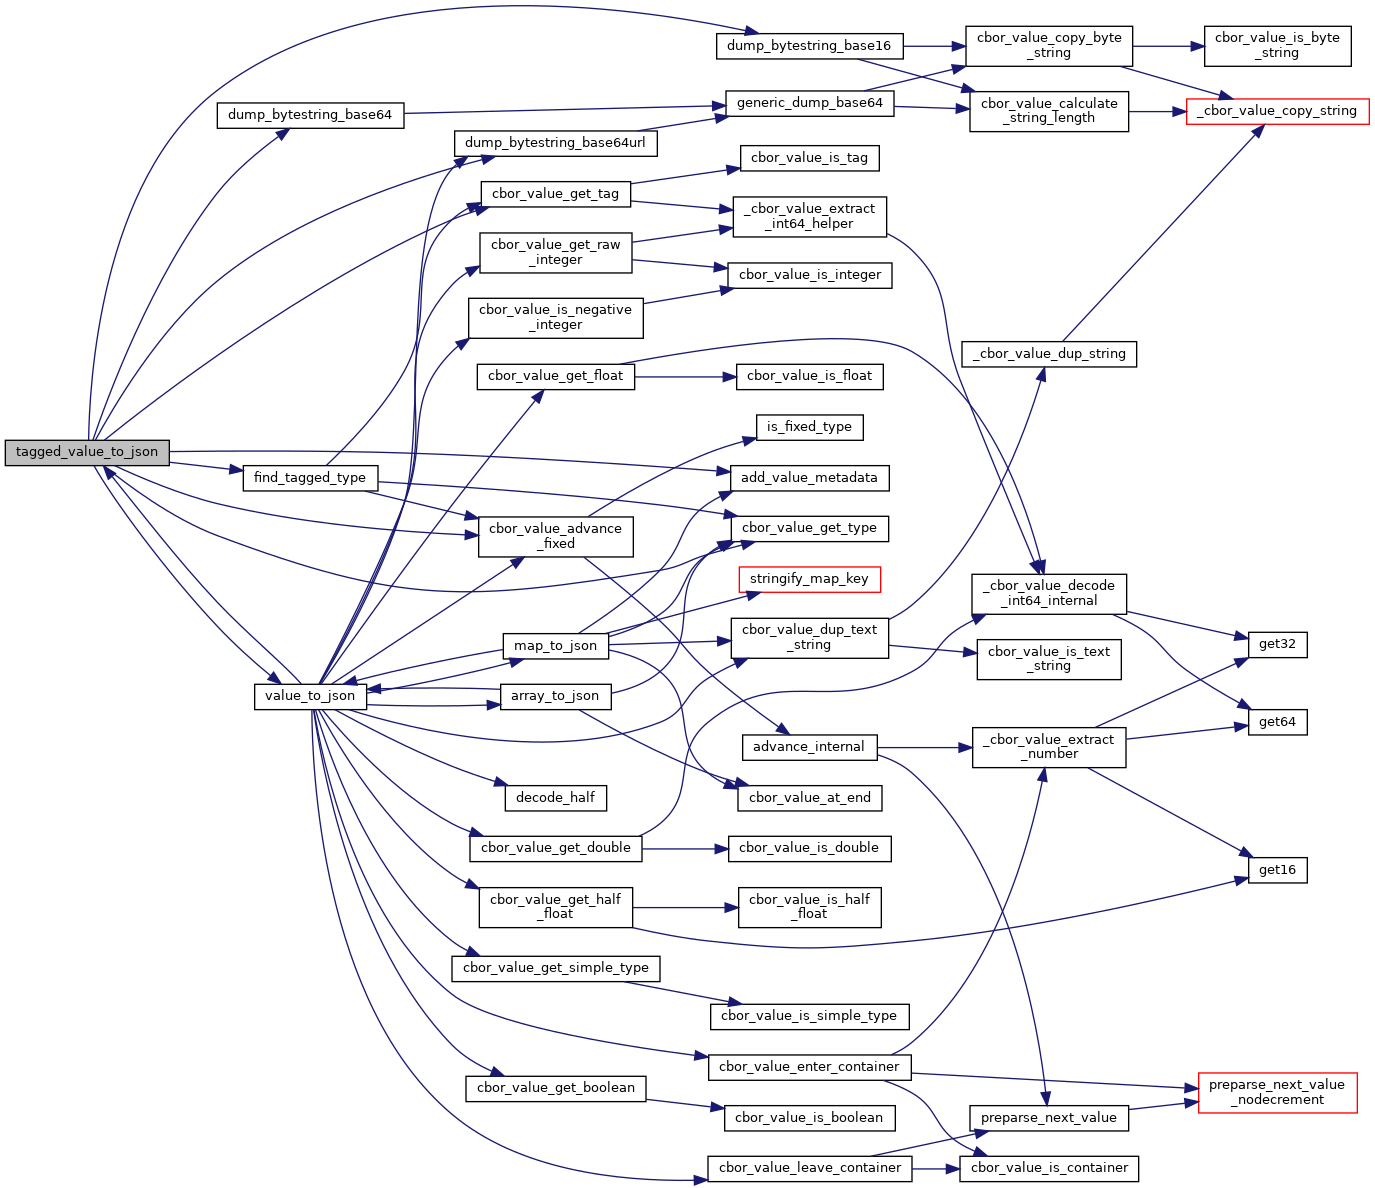 tagged_value_to_json
dump_bytestring_base64
find_tagged_type
value_to_json
dump_bytestring_base64url
cbor_value_get_tag
cbor_value_get_raw
_integer
cbor_value_is_negative
_integer
cbor_value_get_float
cbor_value_advance
_fixed
map_to_json
array_to_json
decode_half
cbor_value_get_double
cbor_value_get_half
_float
cbor_value_get_simple_type
cbor_value_get_boolean
dump_bytestring_base16
generic_dump_base64
cbor_value_is_tag
_cbor_value_extract
_int64_helper
cbor_value_is_integer
cbor_value_is_float
is_fixed_type
add_value_metadata
cbor_value_get_type
stringify_map_key
cbor_value_dup_text
_string
advance_internal
cbor_value_at_end
cbor_value_is_double
cbor_value_is_half
_float
cbor_value_is_simple_type
cbor_value_enter_container
cbor_value_is_boolean
cbor_value_leave_container
cbor_value_copy_byte
_string
cbor_value_calculate
_string_length
_cbor_value_dup_string
_cbor_value_decode
_int64_internal
cbor_value_is_text
_string
_cbor_value_extract
_number
preparse_next_value
cbor_value_is_container
cbor_value_is_byte
_string
_cbor_value_copy_string
get32
get64
get16
preparse_next_value
_nodecrement